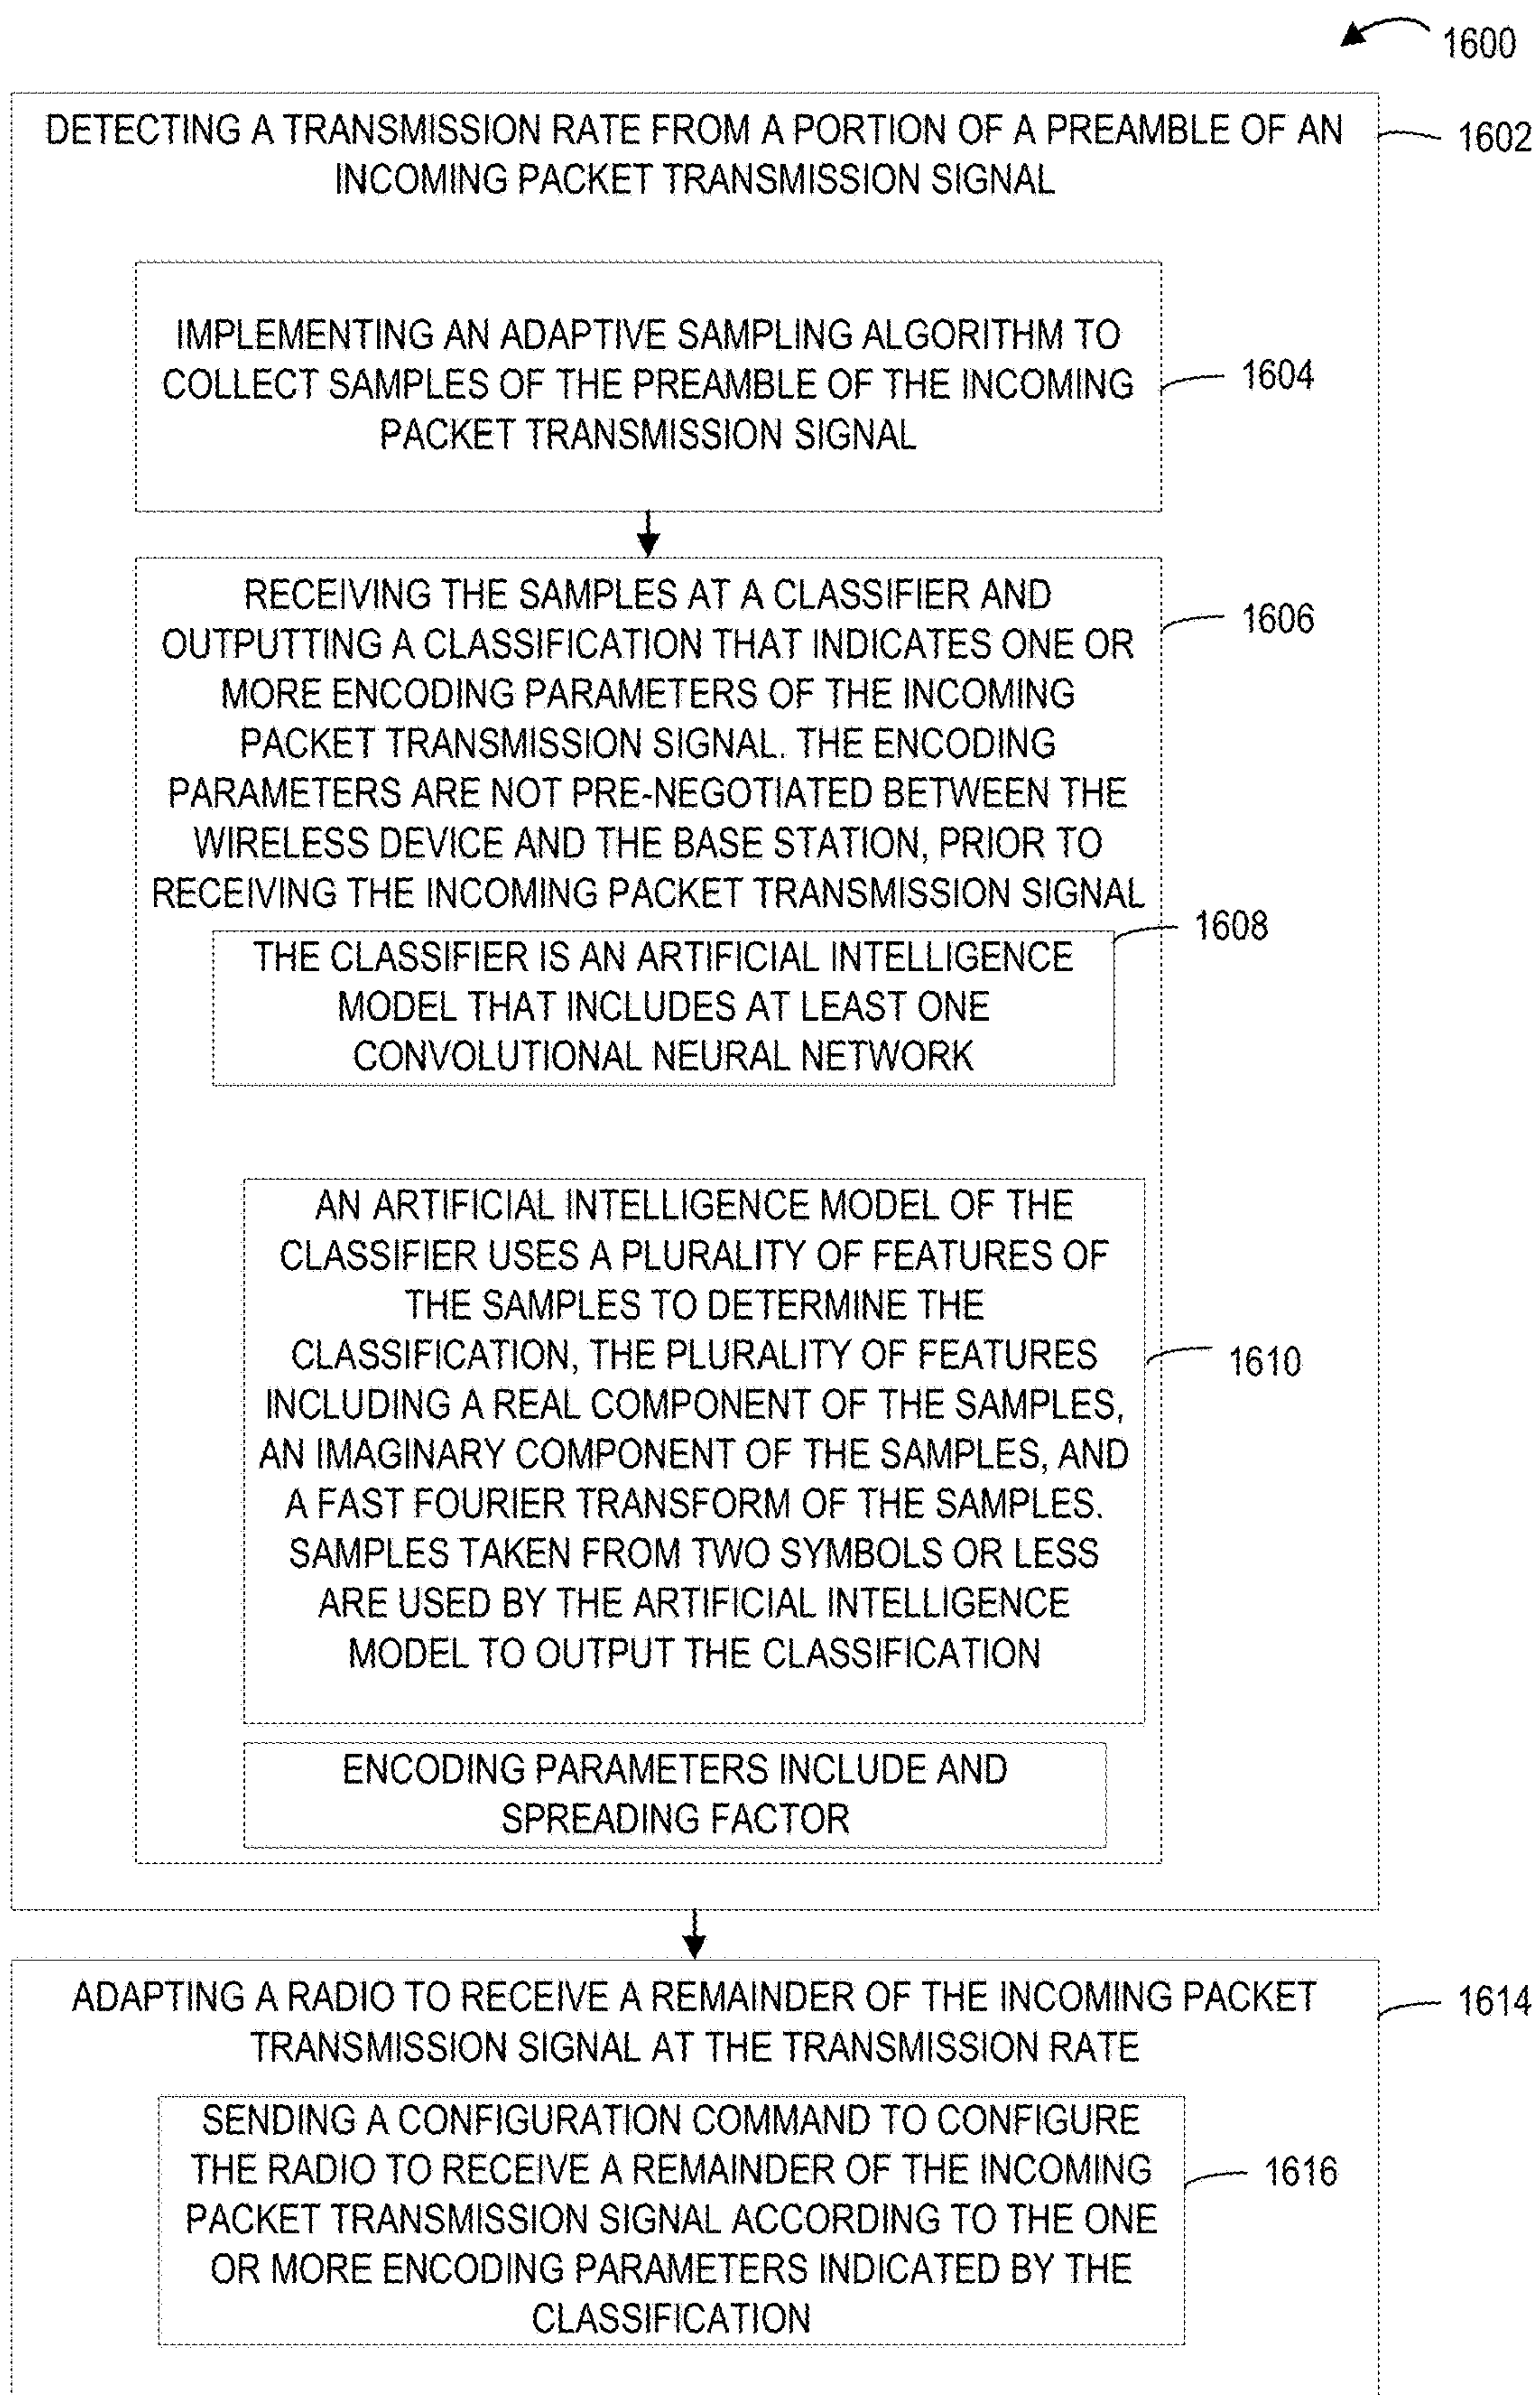 1600
DETECTING A TRANSMISSION RATE FROM A PORTION OF A PREAMBLE OF AN
INCOMING PACKET TRANSMISSION SIGNAL
1602
IMPLEMENTING AN ADAPTIVE SAMPLING ALGORITHM TO
COLLECT SAMPLES OF THE PREAMBLE OF THE INCOMING
PACKET TRANSMISSION SIGNAL
1604
RECEIVING THE SAMPLES AT A CLASSIFIER AND
OUTPUTTING A CLASSIFICATION THAT INDICATES ONE OR
MORE ENCODING PARAMETERS OF THE INCOMING
PACKET TRANSMISSION SIGNAL. THE ENCODING
PARAMETERS ARE NOT PRE-NEGOTIATED BETWEEN THE
WIRELESS DEVICE AND THE BASE STATION, PRIOR TO
RECEIVING THE INCOMING PACKET TRANSMISSION SIGNAL
1606
THE CLASSIFIER IS AN ARTIFICIAL INTELLIGENCE
MODEL THAT INCLUDES AT LEAST ONE
CONVOLUTIONAL NEURAL NETWORK
1608
AN ARTIFICIAL INTELLIGENCE MODEL OF THE
CLASSIFIER USES A PLURALITY OF FEATURES OF
THE SAMPLES TO DETERMINE THE
CLASSIFICATION, THE PLURALITY OF FEATURES
INCLUDING A REAL COMPONENT OF THE SAMPLES,
AN IMAGINARY COMPONENT OF THE SAMPLES, AND
A FAST FOURIER TRANSFORM OF THE SAMPLES.
SAMPLES TAKEN FROM TWO SYMBOLS OR LESS
ARE USED BY THE ARTIFICIAL INTELLIGENCE
MODEL TO OUTPUT THE CLASSIFICATION
1610
ENCODING PARAMETERS INCLUDE AND
SPREADING FACTOR
ADAPTING A RADIO TO RECEIVE A REMAINDER OF THE INCOMING PACKET
TRANSMISSION SIGNAL AT THE TRANSMISSION RATE
1614
SENDING A CONFIGURATION COMMAND TO CONFIGURE
THE RADIO TO RECEIVE A REMAINDER OF THE INCOMING
PACKET TRANSMISSION SIGNAL ACCORDING TO THE ONE
OR MORE ENCODING PARAMETERS INDICATED BY THE
CLASSIFICATION
1616